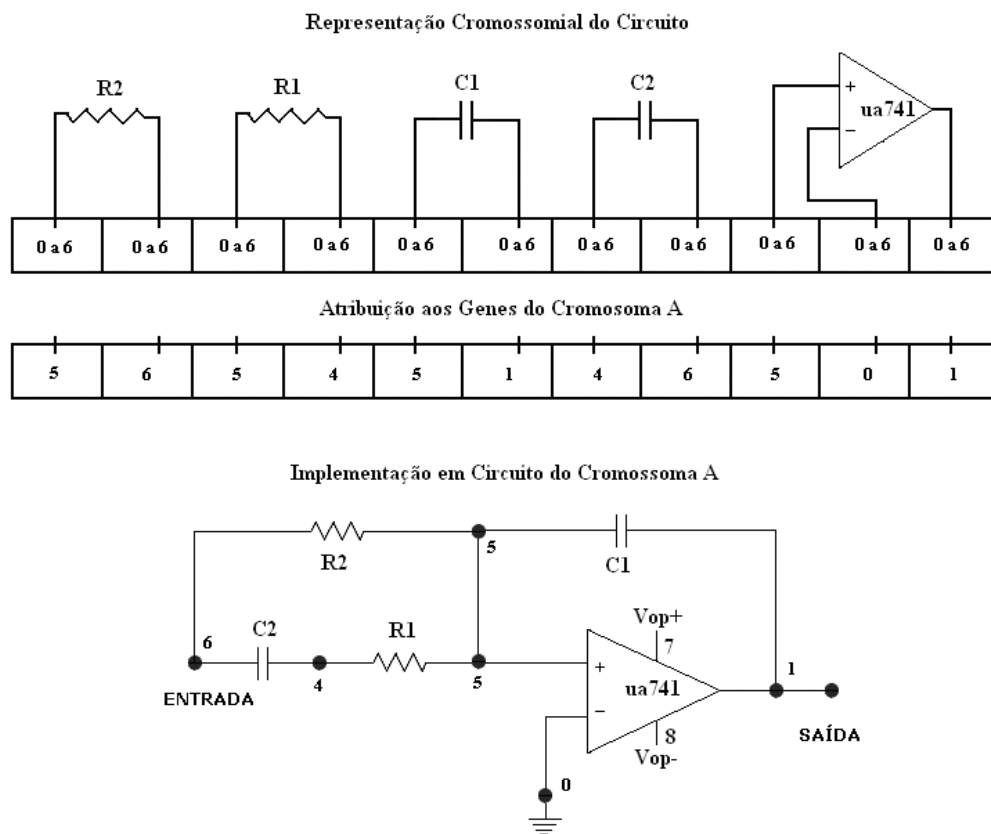 Representação Cromossomial do Circuito
R2 R1 C1 C2 + ua741 −
0 a 6 0 a 6 0 a 6 0 a 6 0 a 6 0 a 6 0 a 6 0 a 6 0 a 6 0 a 6 0 a 6
Atribuição aos Genes do Cromosoma A
5 6 5 4 5 1 4 6 5 0 1
Implementação em Circuito do Cromossoma A
R2 5 C1
6 C2 R1 Vop+ 7
ENTRADA 4 5 + ua741 − 1
8 SAÍDA
Vop-
0